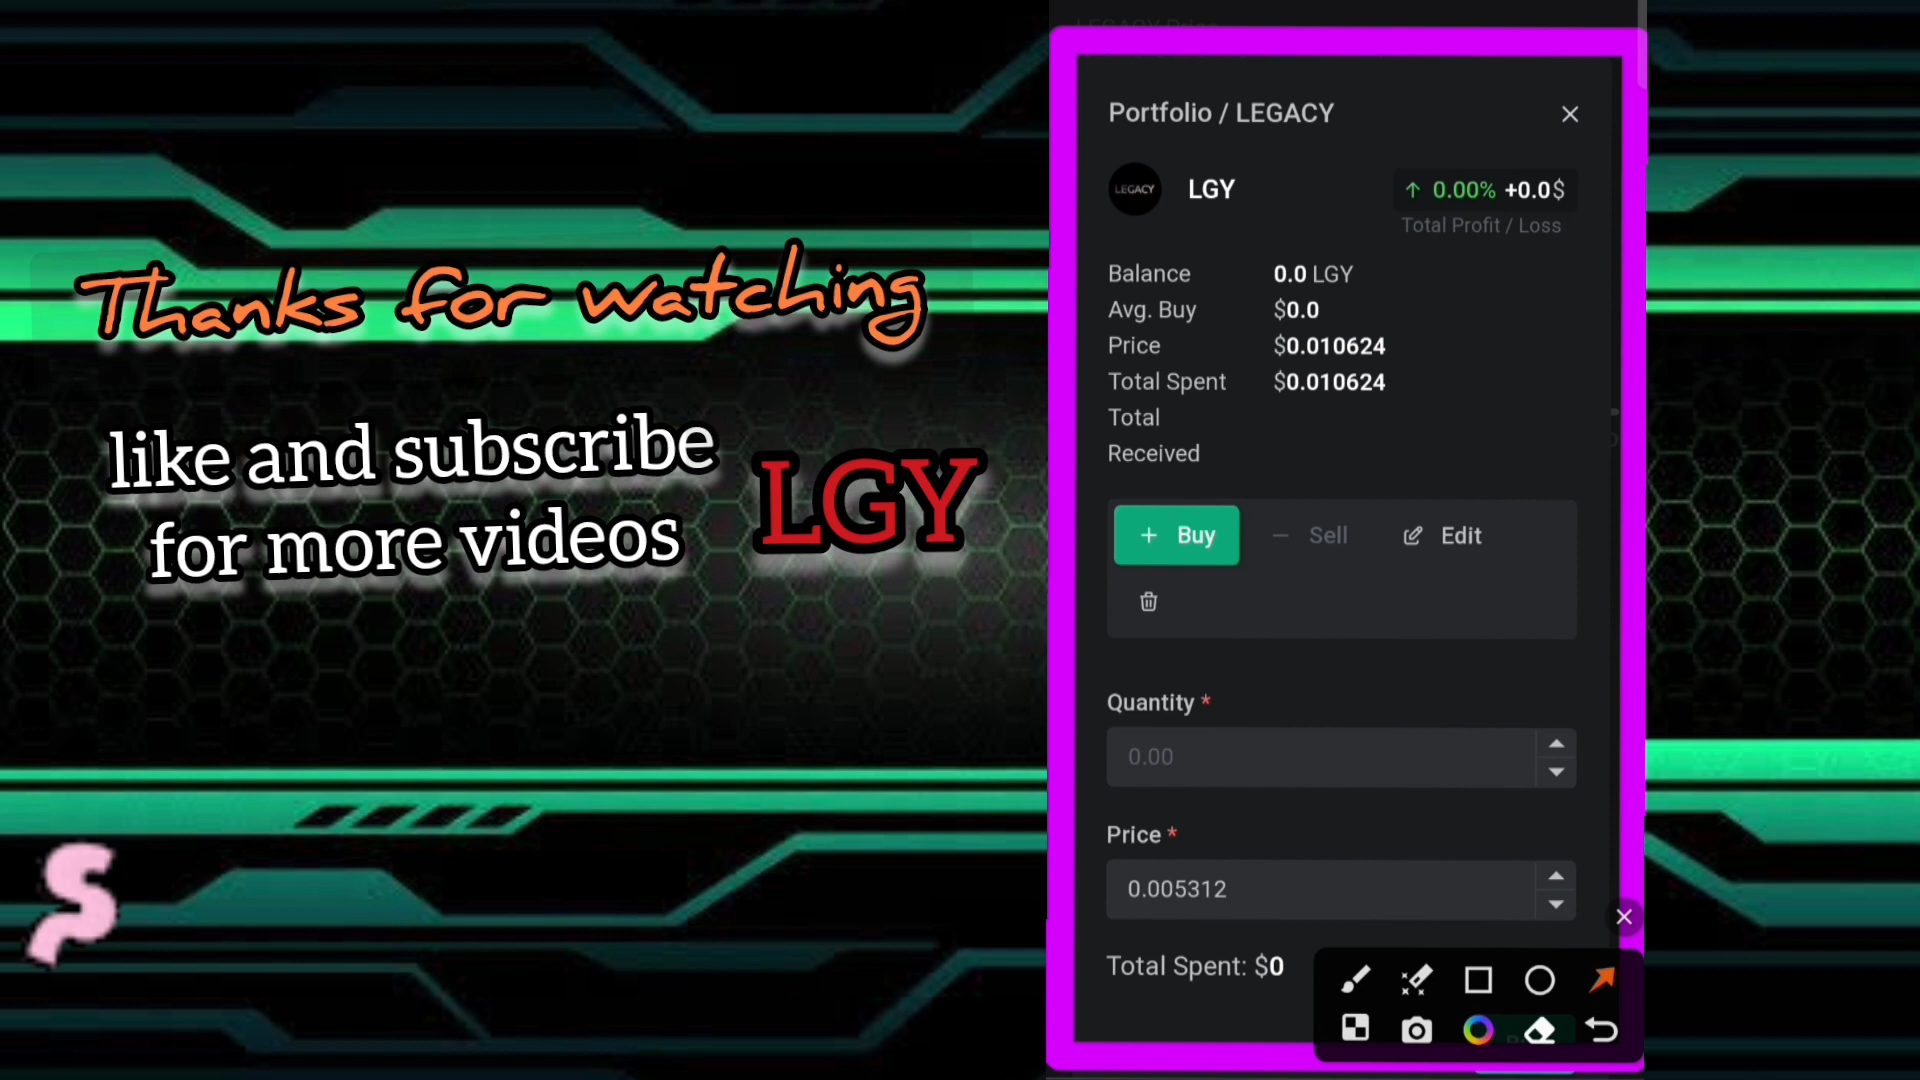 LEGACY Price
Portfolio / LEGACY
LEGACY
LGY
0.00% +0.0$
Total Profit / Loss
Balance 0.0 LGY
Avg. Buy $0.0
Price $0.010624
Total Spent $0.010624
Total
Received
+ Buy
− Sell
Edit
Quantity *
0.00
Price *
0.005312
Total Spent: $0
Thanks for watching
like and subscribe
for more videos
LGY